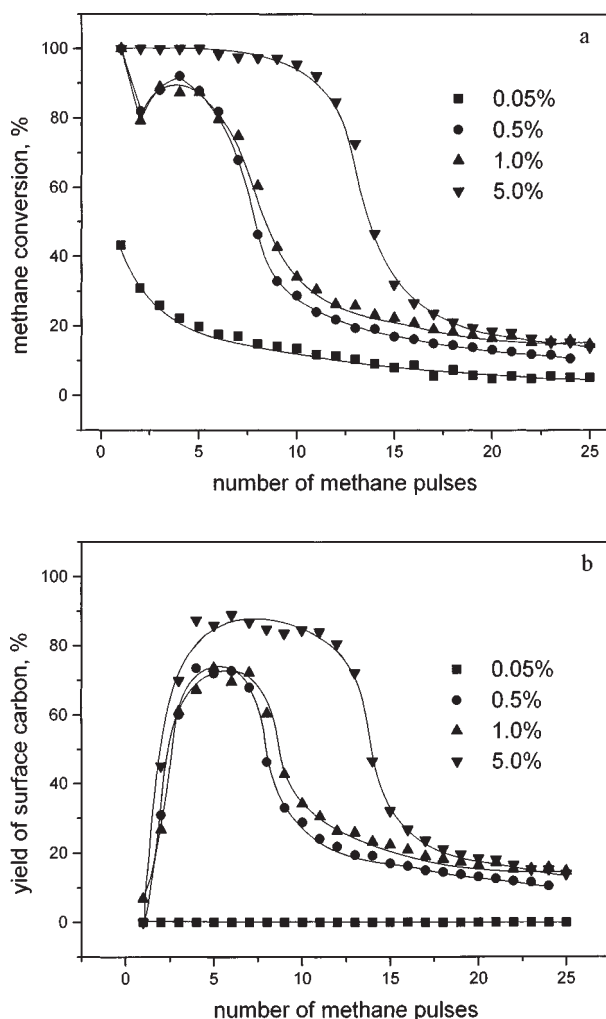 a
100
80
60
40
20
0
methane conversion, %
0.05%
0.5%
1.0%
5.0%
0 5 10 15 20 25
number of methane pulses
b
100
80
60
40
20
0
yield of surface carbon, %
0.05%
0.5%
1.0%
5.0%
0 5 10 15 20 25
number of methane pulses